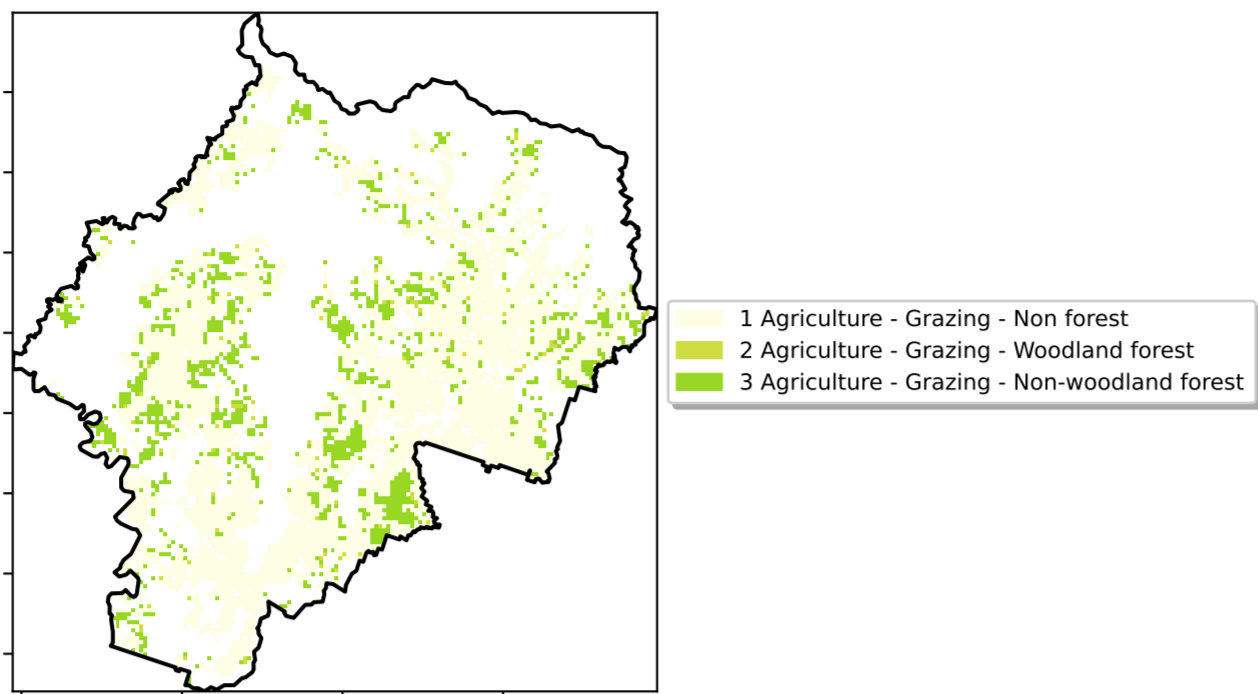 1 Agriculture - Grazing - Non forest
2 Agriculture - Grazing - Woodland forest
3 Agriculture - Grazing - Non-woodland forest